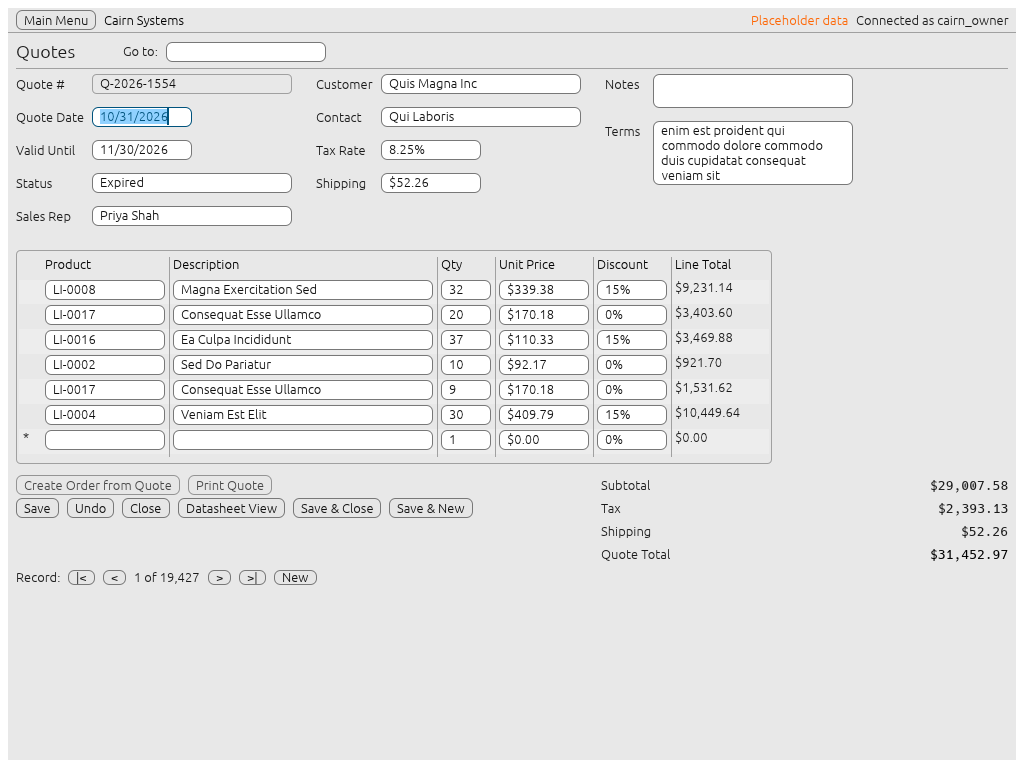 Main Menu Cairn Systems Placeholder data Connected as cairn_owner
Quotes Go to:
Quote # Q-2026-1554 Customer Quis Magna Inc Notes
Quote Date 10/31/2026 Contact Qui Laboris Terms enim est proident qui
commodo dolore commodo
duis cupidatat consequat
veniam sit
Valid Until 11/30/2026 Tax Rate 8.25%
Status Expired Shipping $52.26
Sales Rep Priya Shah
Product Description Qty Unit Price Discount Line Total
LI-0008 Magna Exercitation Sed 32 $339.38 15% $9,231.14
LI-0017 Consequat Esse Ullamco 20 $170.18 0% $3,403.60
LI-0016 Ea Culpa Incididunt 37 $110.33 15% $3,469.88
LI-0002 Sed Do Pariatur 10 $92.17 0% $921.70
LI-0017 Consequat Esse Ullamco 9 $170.18 0% $1,531.62
LI-0004 Veniam Est Elit 30 $409.79 15% $10,449.64
* 1 $0.00 0% $0.00
Create Order from Quote Print Quote
Save Undo Close Datasheet View Save & Close Save & New
Subtotal $29,007.58
Tax $2,393.13
Shipping $52.26
Quote Total $31,452.97
Record: |< < 1 of 19,427 > >| New